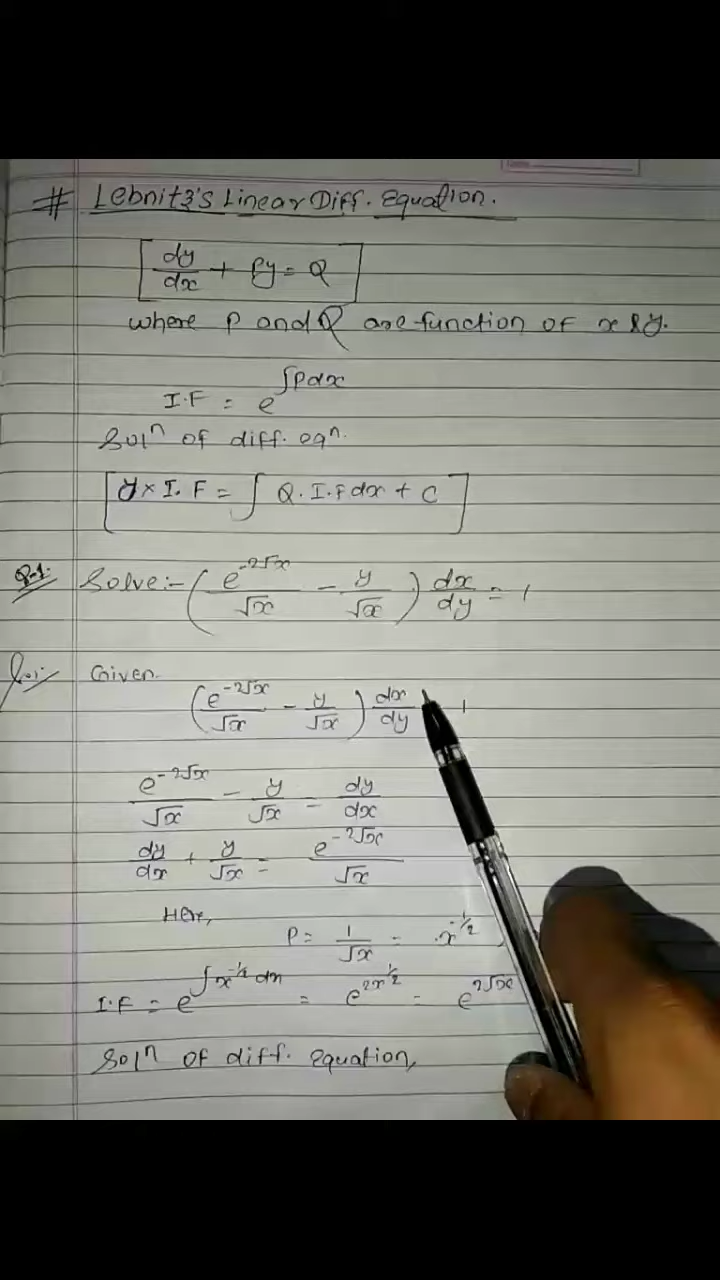 # Lebnitz's Linear Diff. Equation.
dy/dx + Py = Q
where P and Q are function of x & y.
I.F = e^∫Pdx
Solⁿ of diff. eqⁿ.
y × I.F = ∫ Q. I.F dx + C
Q-1. Solve:- (e^-2√x/√x - y/√x) dx/dy = 1
Sol: Given
(e^-2√x/√x - y/√x) dx/dy 1
e^-2√x/√x - y/√x = dy/dx
dy/dx + y/√x = e^-2√x/√x
Here,
P = 1/√x = x^-1/2
I.F = e^∫x^-1/2 dx = e^2x^1/2 = e^2√x
Solⁿ of diff. equation,